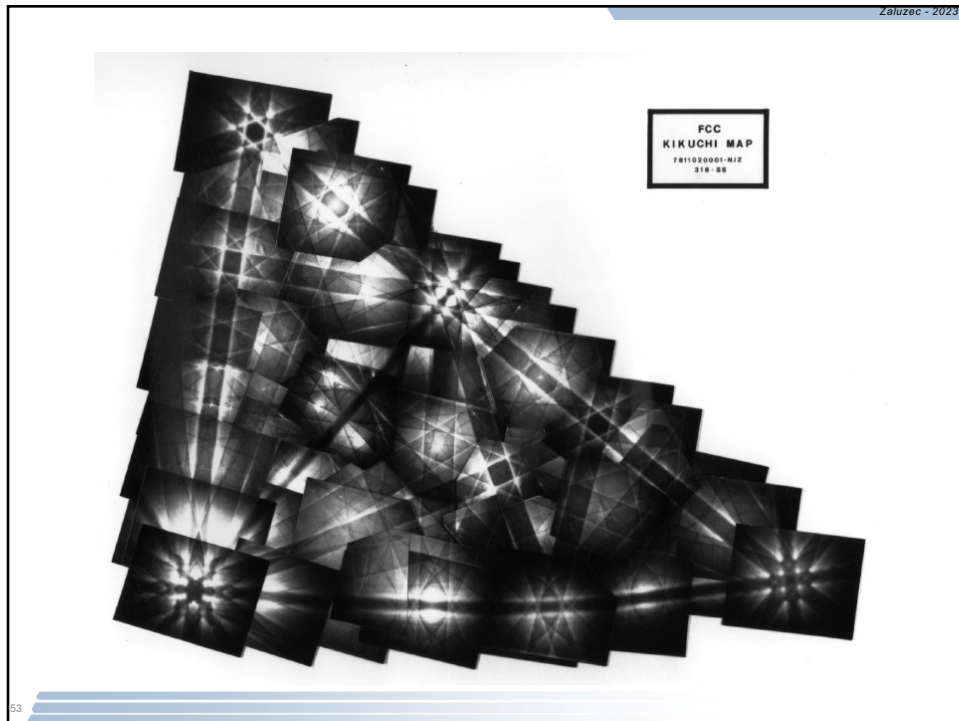 Zaluzec - 2023
FCC
KIKUCHI MAP
7811020001-NJZ
316-SS
53